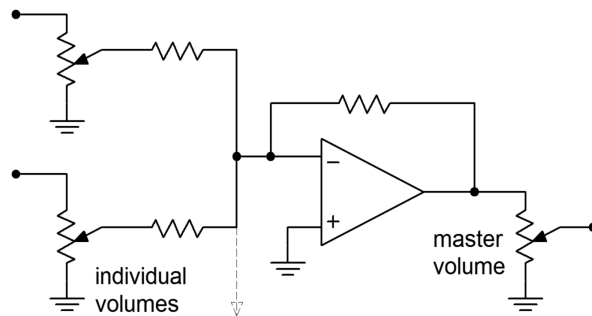 −
+
master
volume
individual
volumes